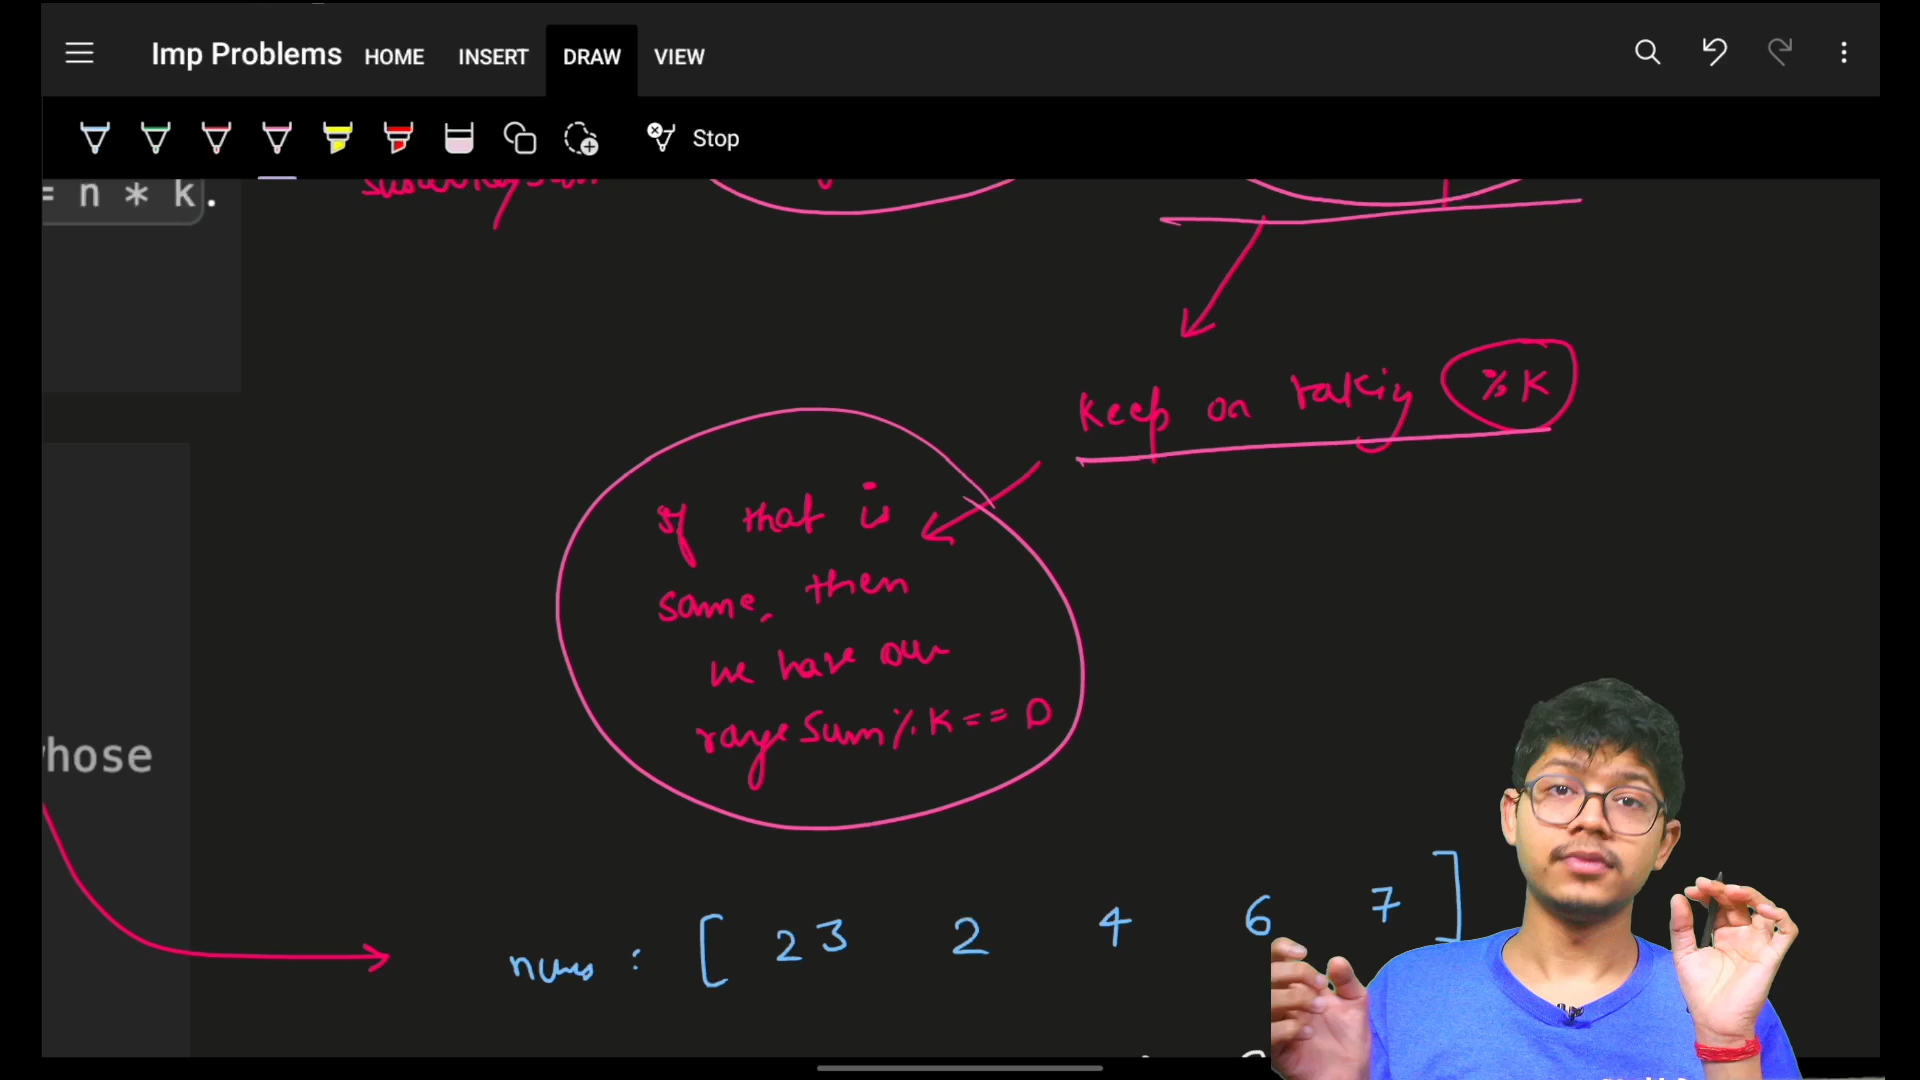 Imp Problems HOME INSERT DRAW VIEW
Stop
= n * k.
Keep on taking %K
if that is
same, then
we have our
range Sum % K == 0
hose
nums : [ 23 2 4 6 7 ]